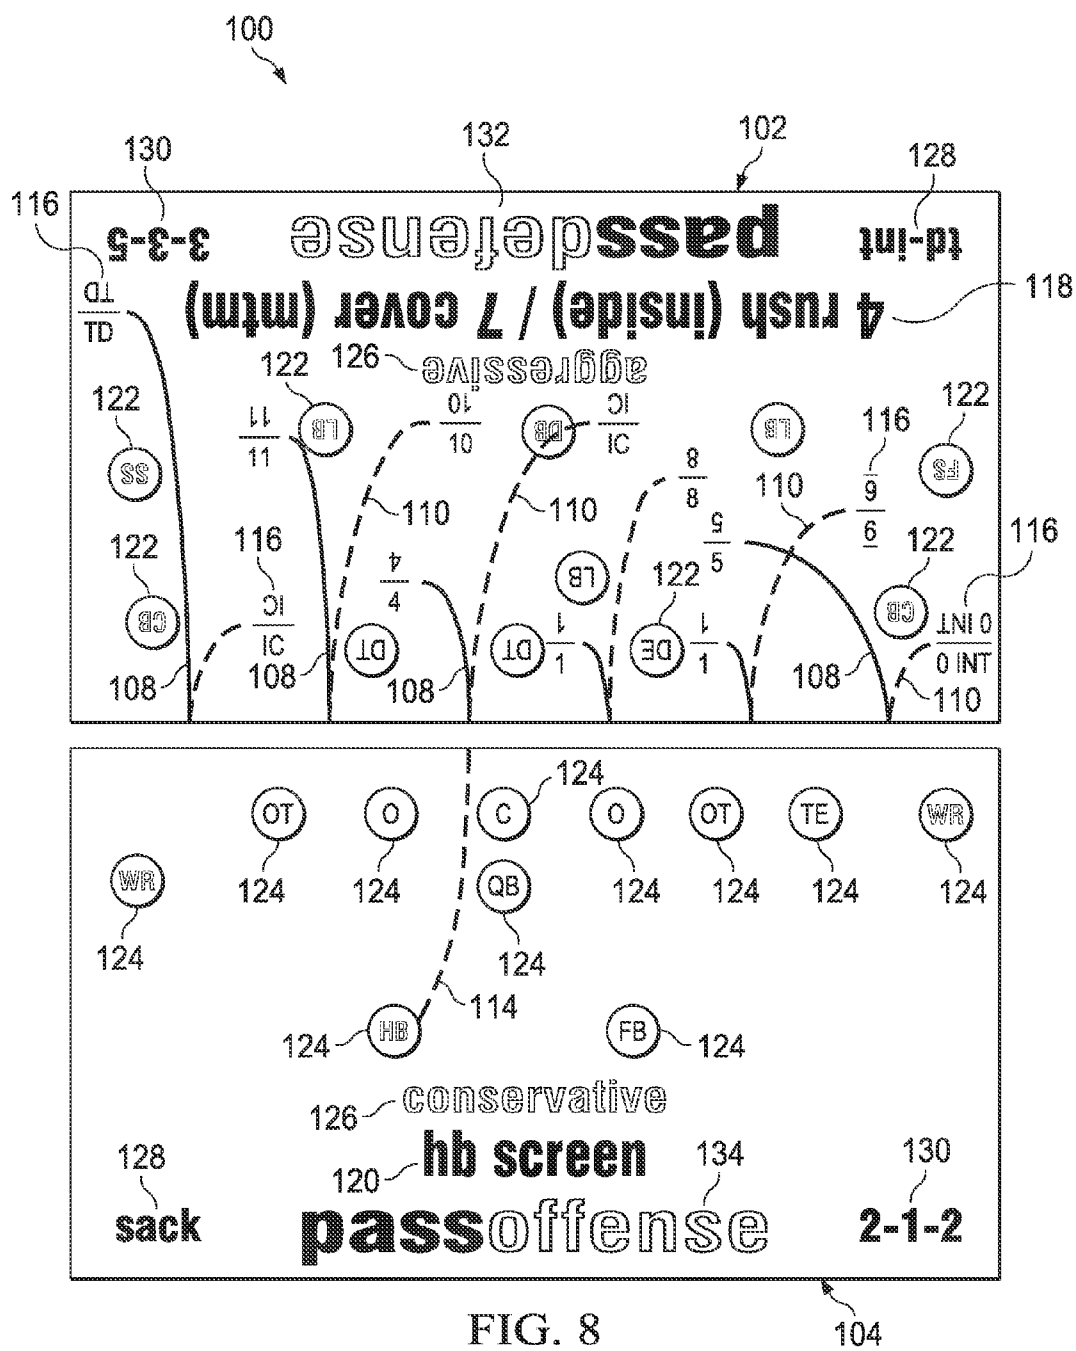 100
130
132
102
128
116
3-3-5
passdefense
td-int
TD
TD
4 rush (inside) / 7 cover (mtm)
118
126
aggressive
122
122
LB
11
11
10
10
DB
IC
IC
LB
116
122
SS
8
8
9
9
FS
110
110
110
122
116
5
5
122
116
CB
IC
IC
4
4
LB
122
CB
0 INT
0 INT
DT
DT
1
1
DE
1
1
108
108
108
108
110
OT
O
C
124
O
OT
TE
WR
124
124
124
124
124
124
WR
QB
124
124
114
HB
124
FB
124
conservative
126
hb screen
120
134
128
130
sack
passoffense
2-1-2
104
FIG. 8